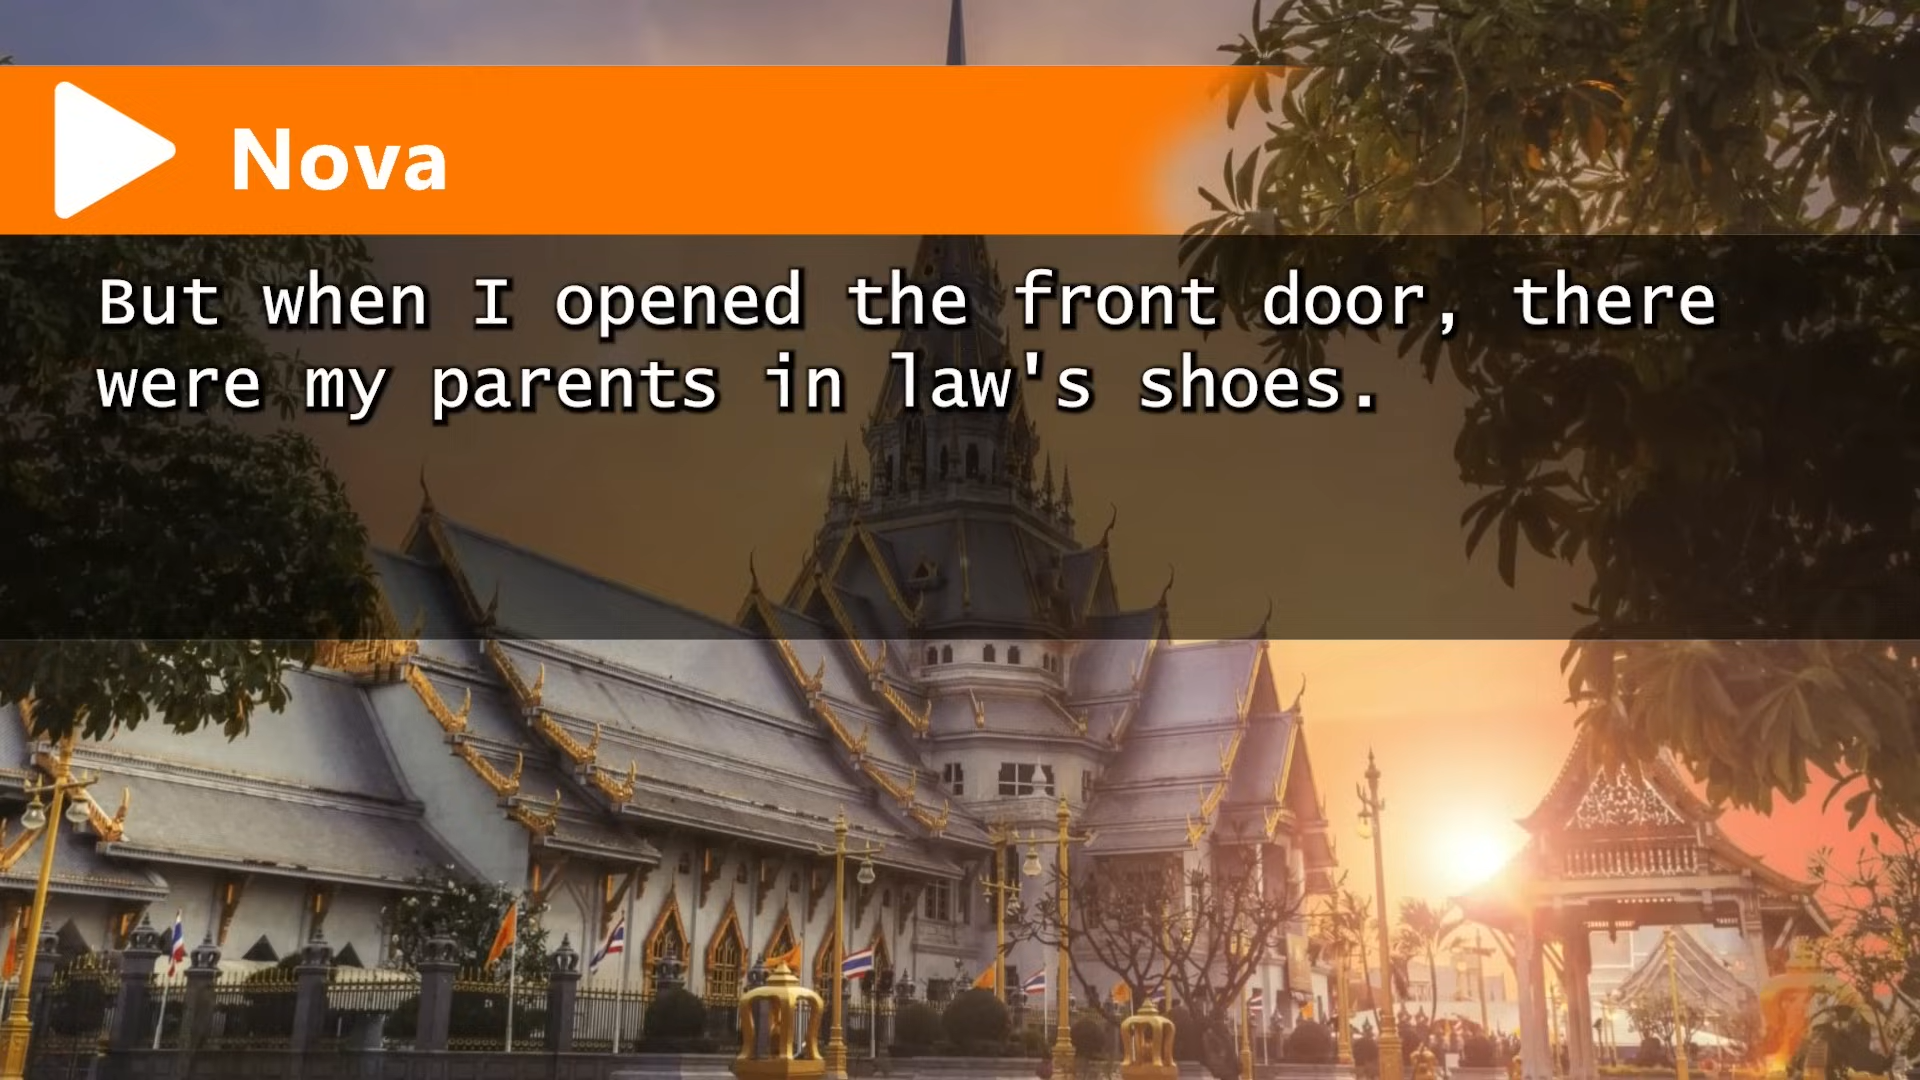 Nova
But when I opened the front door, there
were my parents in law's shoes.